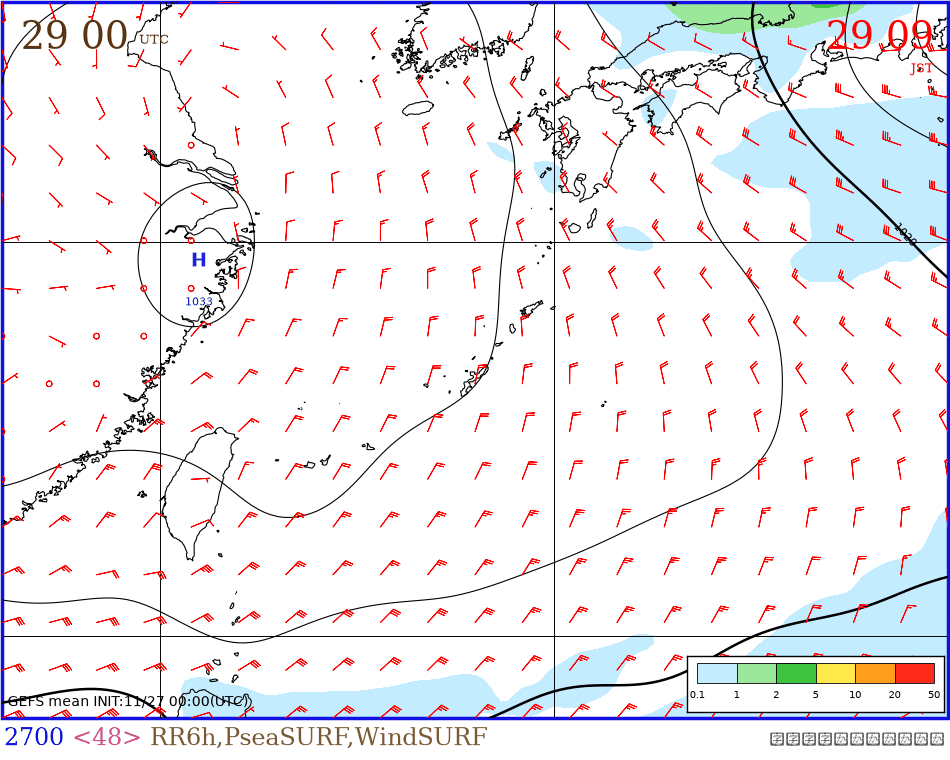 29 00 UTC
29 09
JST
1020
H
1033
0.1 1 2 5 10 20 50
GEFS mean INIT:11/27 00:00(UTC)
2700 <48> RR6h,PseaSURF,WindSURF